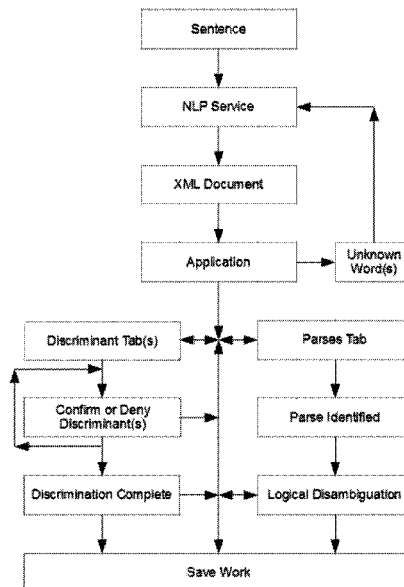 Sentence
NLP Service
XML Document
Application
Unknown
Word(s)
Discriminant Tab(s)
Parses Tab
Confirm or Deny
Discriminant(s)
Parse Identified
Discrimination Complete
Logical Disambiguation
Save Work